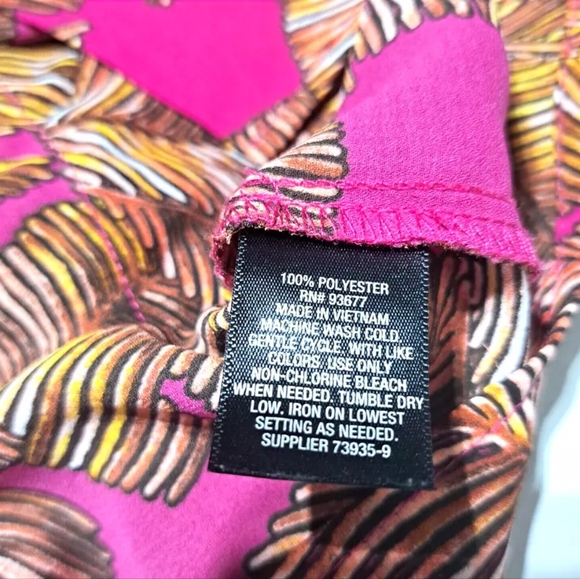 100% POLYESTER
RN# 93677
MADE IN VIETNAM
MACHINE WASH COLD.
GENTLE CYCLE. WITH LIKE
COLORS. USE ONLY
NON-CHLORINE BLEACH
WHEN NEEDED. TUMBLE DRY
LOW. IRON ON LOWEST
SETTING AS NEEDED.
SUPPLIER 73935-9